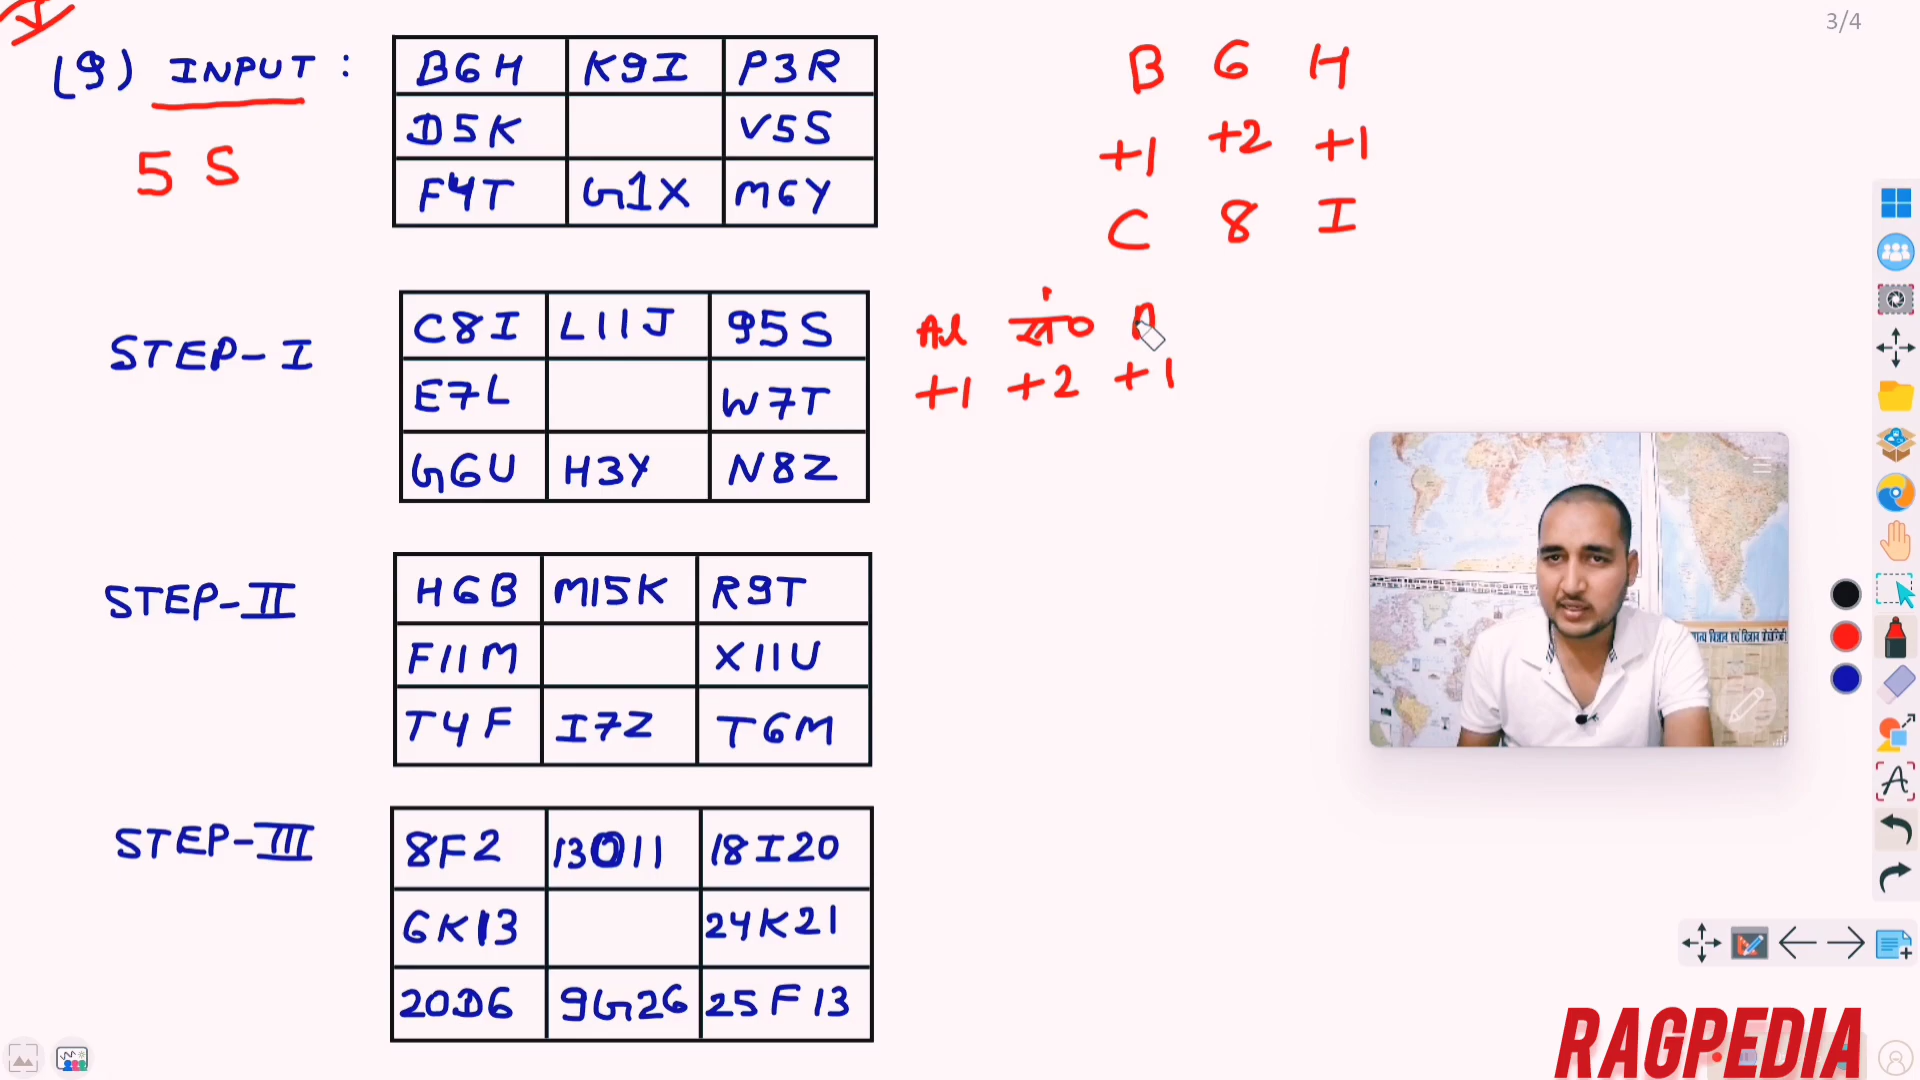 3/4
(9) INPUT :
B6H K9I P3R
D5K V5S
F4T G1X M6Y
5 S
B 6 H
+1 +2 +1
C 8 I
STEP-I
C8I L11J 95S
E7L W7T
G6U H3Y N8Z
+1 +2 +1
STEP-II
H6B M15K R9T
F11M X11U
T4F I7Z T6M
STEP-III
8F2 13O11 18I20
6K13 24K21
20D6 9G26 25F13
RAGPEDIA